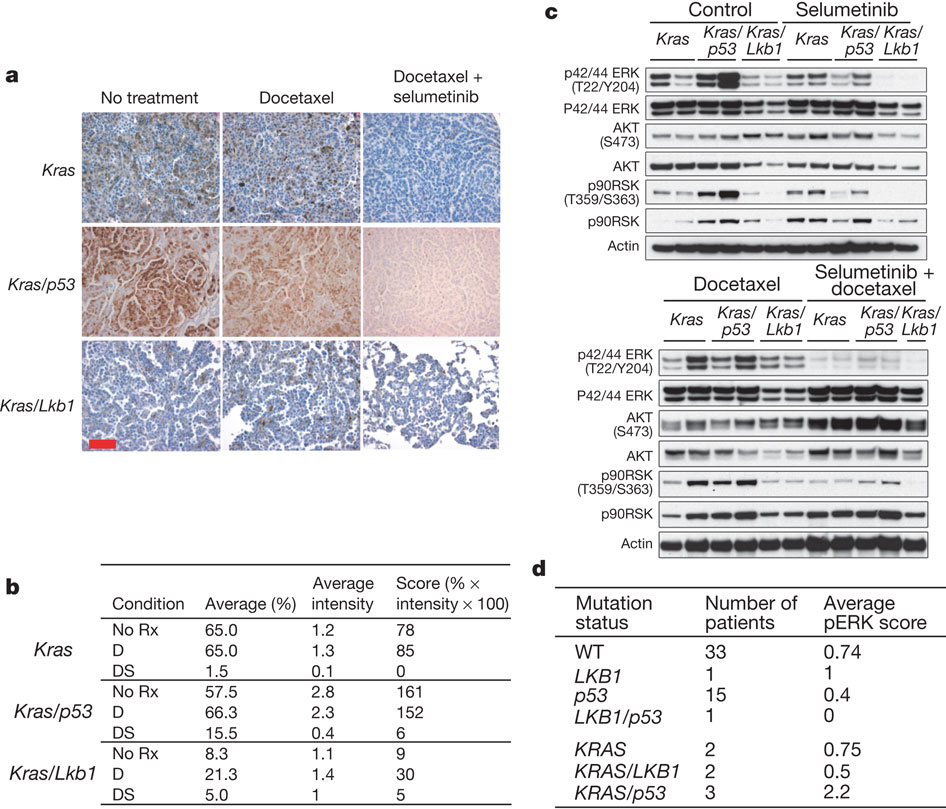 a
No treatment
Docetaxel
Docetaxel +
selumetinib
Kras
Kras/p53
Kras/Lkb1
b
Condition
Average (%)
Average
intensity
Score (% ×
intensity × 100)
Kras
No Rx 65.0 1.2 78
D 65.0 1.3 85
DS 1.5 0.1 0
Kras/p53
No Rx 57.5 2.8 161
D 66.3 2.3 152
DS 15.5 0.4 6
Kras/Lkb1
No Rx 8.3 1.1 9
D 21.3 1.4 30
DS 5.0 1 5
c
Control
Selumetinib
Kras
Kras/
p53
Kras/
Lkb1
Kras
Kras/
p53
Kras/
Lkb1
p42/44 ERK
(T22/Y204)
P42/44 ERK
AKT
(S473)
AKT
p90RSK
(T359/S363)
p90RSK
Actin
Docetaxel
Selumetinib +
docetaxel
Kras
Kras/
p53
Kras/
Lkb1
Kras
Kras/
p53
Kras/
Lkb1
p42/44 ERK
(T22/Y204)
P42/44 ERK
AKT
(S473)
AKT
p90RSK
(T359/S363)
p90RSK
Actin
d
Mutation
status
Number of
patients
Average
pERK score
WT 33 0.74
LKB1 1 1
p53 15 0.4
LKB1/p53 1 0
KRAS 2 0.75
KRAS/LKB1 2 0.5
KRAS/p53 3 2.2